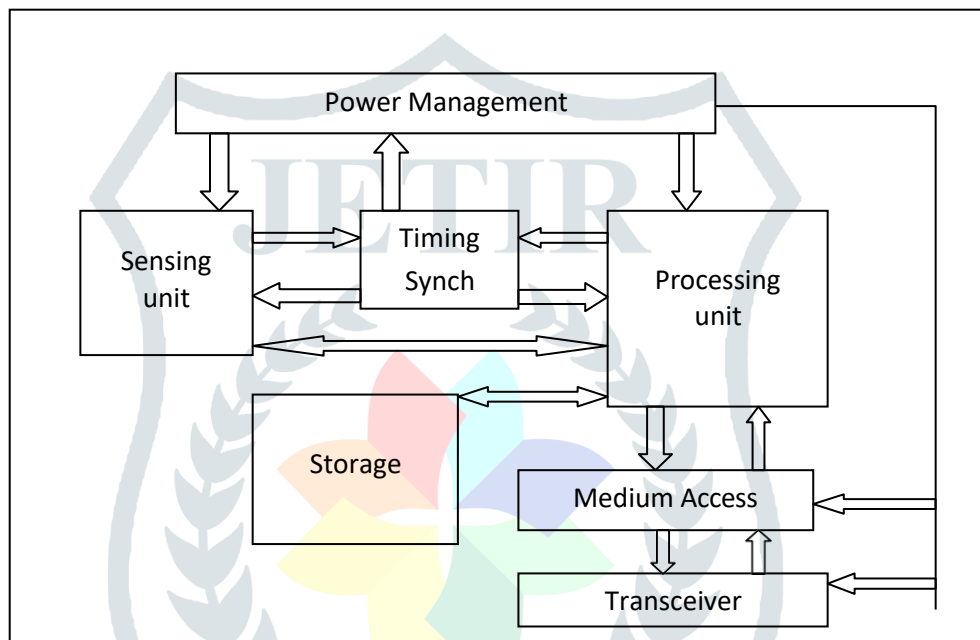 Power Management
JETIR
Timing
Synch
Sensing
unit
Processing
unit
Storage
Medium Access
Transceiver